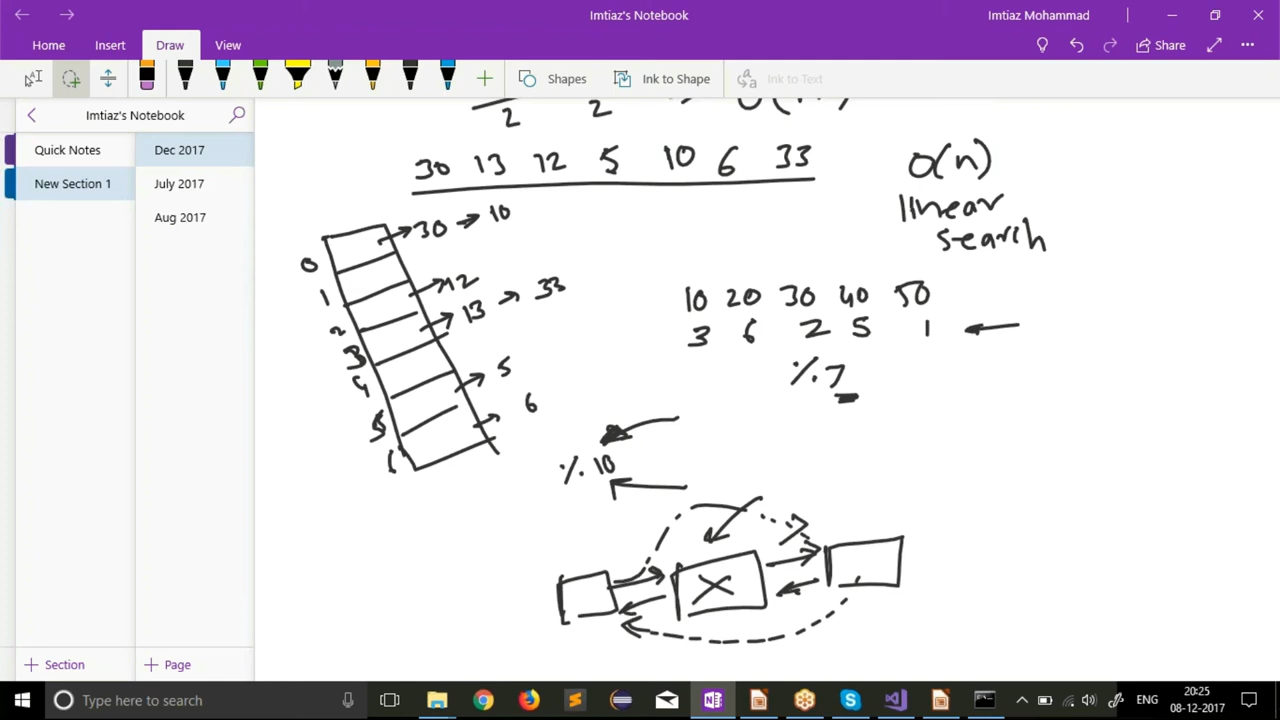 Imtiaz's Notebook
Imtiaz Mohammad
Home
Insert
Draw
View
Share
Shapes
Ink to Shape
Ink to Text
Imtiaz's Notebook
Quick Notes
New Section 1
Dec 2017
July 2017
Aug 2017
2 2
30 13 12 5 10 6 33
O(n)
linear
search
30 → 10
0
12
1
13 → 33
2
3
5
4
6
5
10 20 30 40 50
3 6 2 5 1
%7
%10
X
+ Section
+ Page
Type here to search
ENG
20:25
08-12-2017